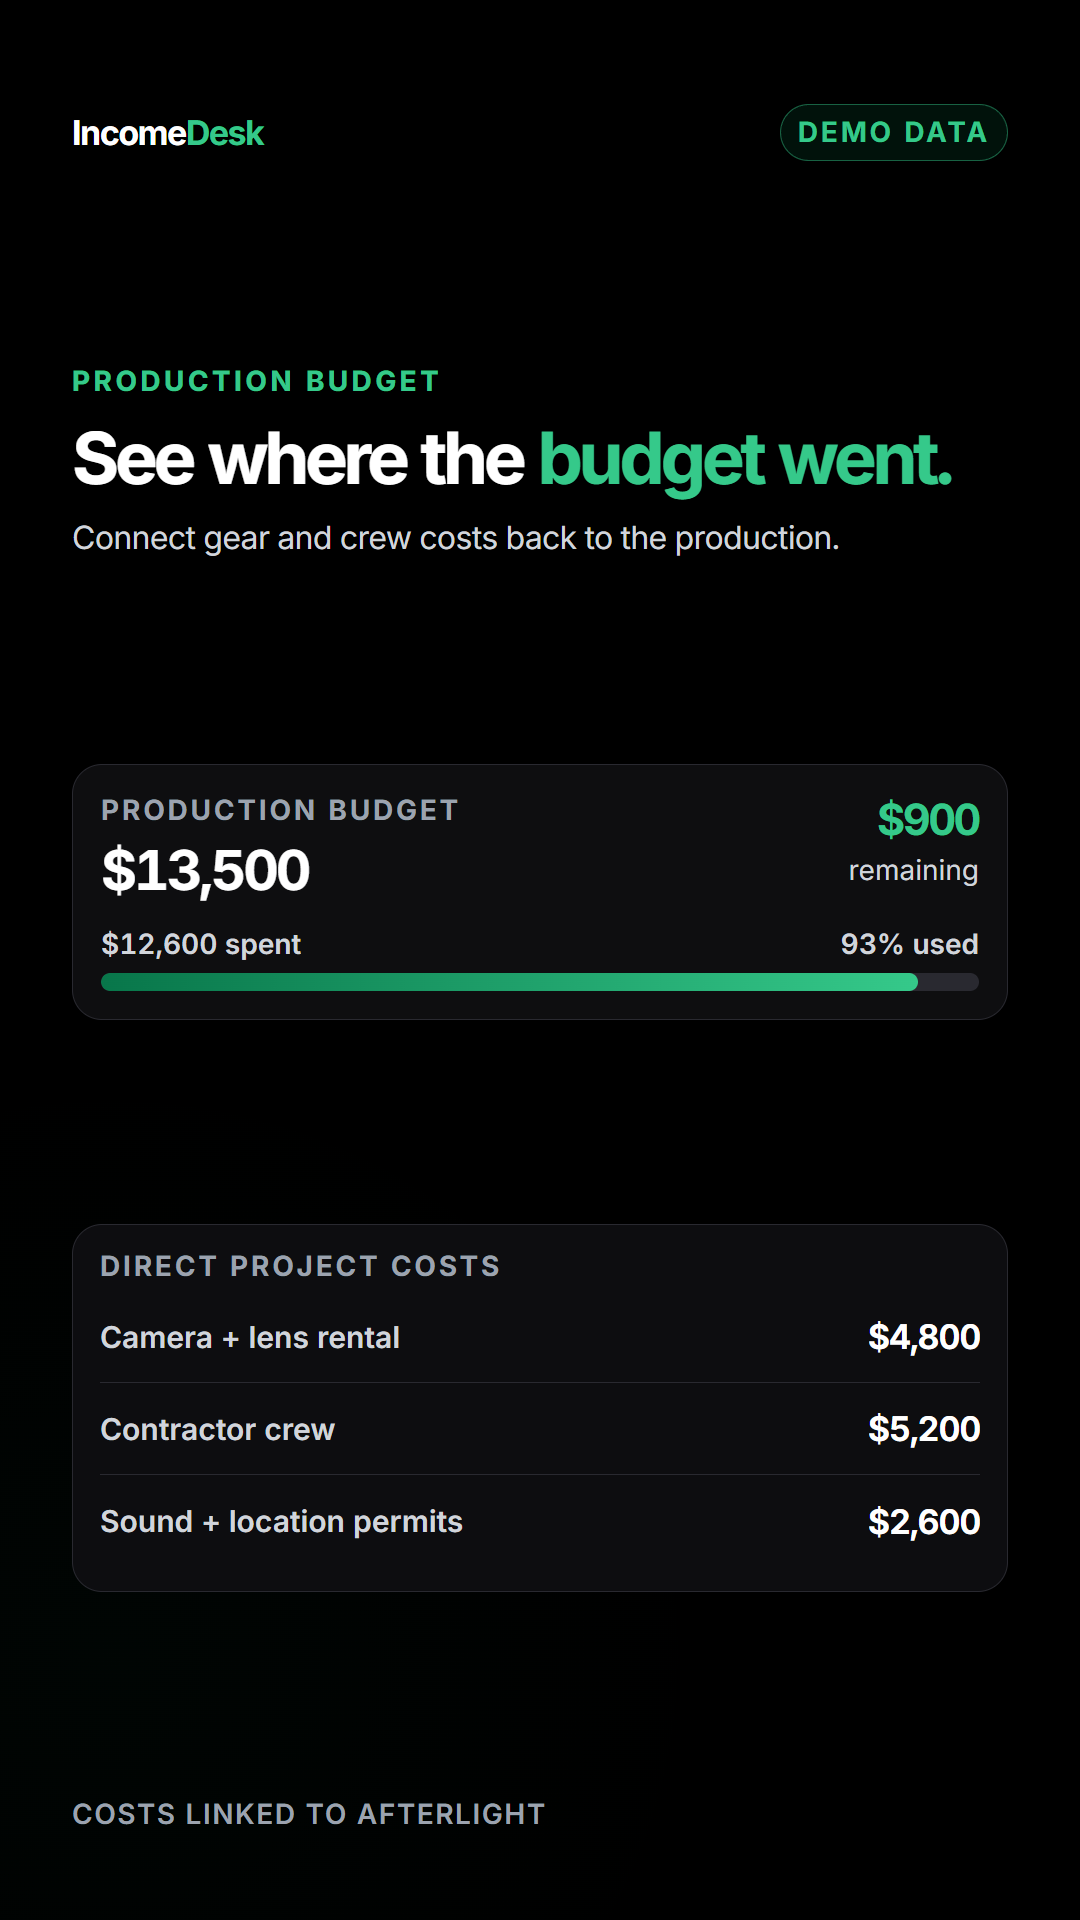 IncomeDesk
DEMO DATA
PRODUCTION BUDGET
See where the budget went.
Connect gear and crew costs back to the production.
PRODUCTION BUDGET
$900
$13,500
remaining
$12,600 spent
93% used
DIRECT PROJECT COSTS
Camera + lens rental $4,800
Contractor crew $5,200
Sound + location permits $2,600
COSTS LINKED TO AFTERLIGHT